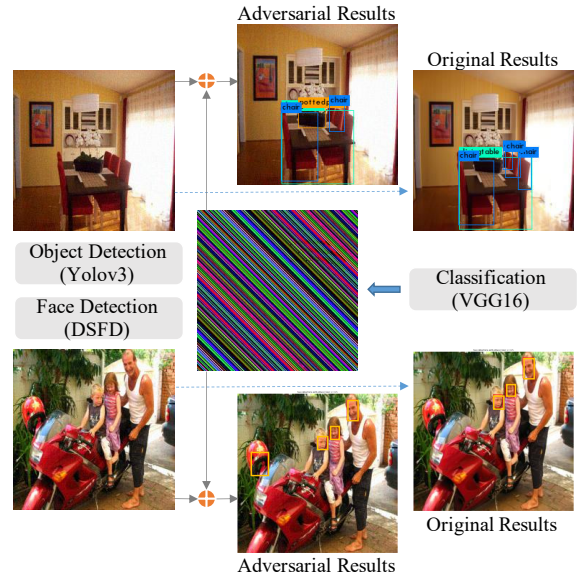 Adversarial Results
Original Results
chair
pottedp
chair
chair
table
chair
Object Detection
(Yolov3)
Classification
(VGG16)
Face Detection
(DSFD)
Original Results
Adversarial Results